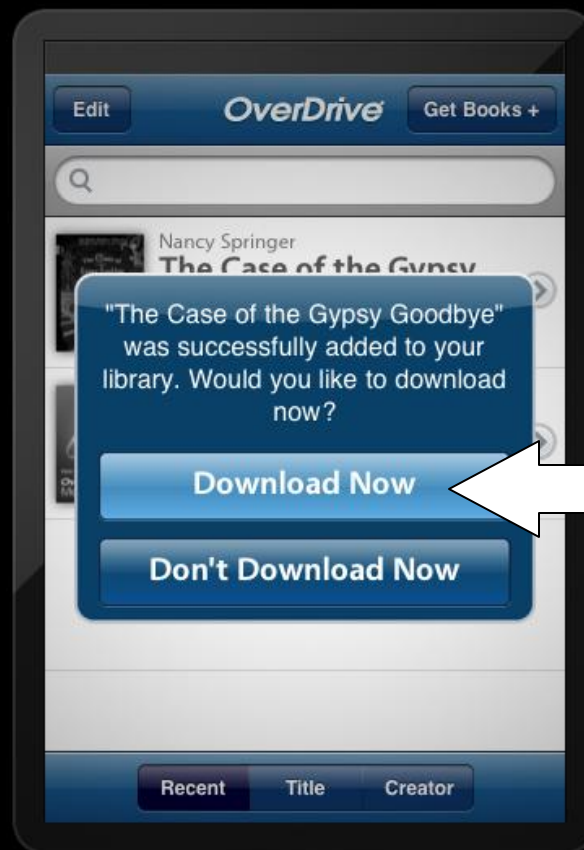 Edit
OverDrive
Get Books +
Nancy Springer
The Case of the Gypsy
"The Case of the Gypsy Goodbye"
was successfully added to your
library. Would you like to download
now?
Download Now
Don't Download Now
Recent
Title
Creator